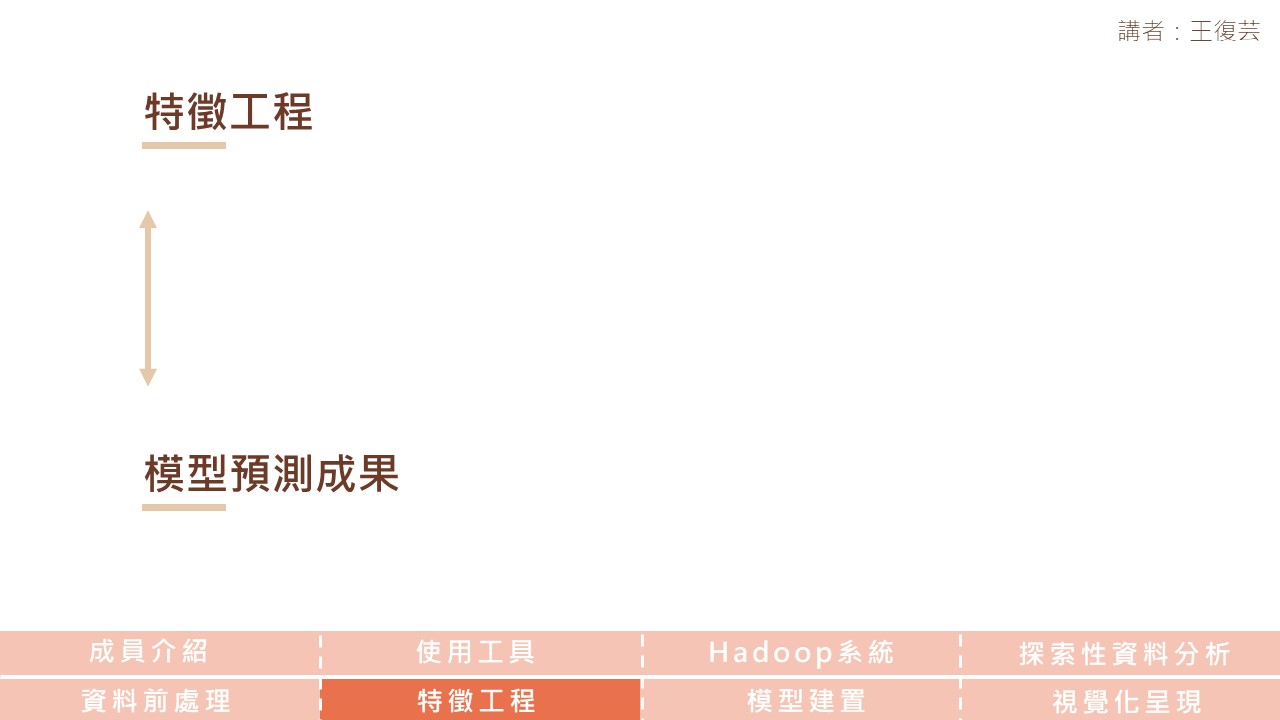 講者：王復芸
特徵工程
模型預測成果
成員介紹
使用工具
Hadoop系統
探索性資料分析
資料前處理
特徵工程
模型建置
視覺化呈現